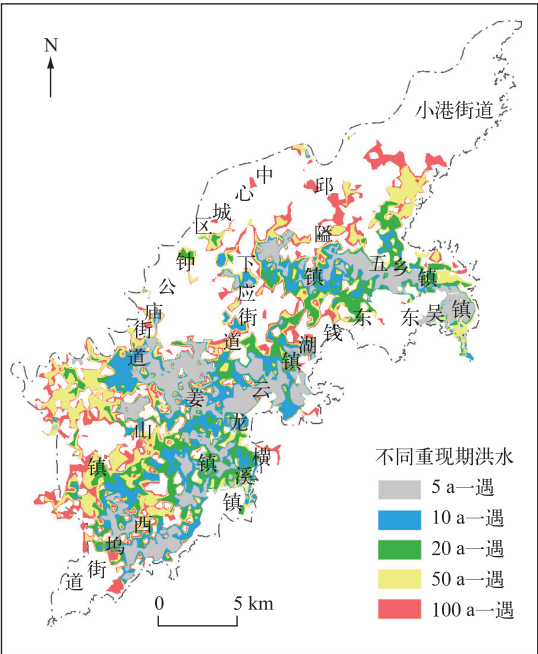 N
小港街道
中心城区
邱隘镇
钟公庙街道
下应街道
五乡镇
东吴镇
东钱湖镇
云龙镇
姜山镇
横溪镇
西坞街道
0 5 km
不同重现期洪水
5 a一遇
10 a一遇
20 a一遇
50 a一遇
100 a一遇